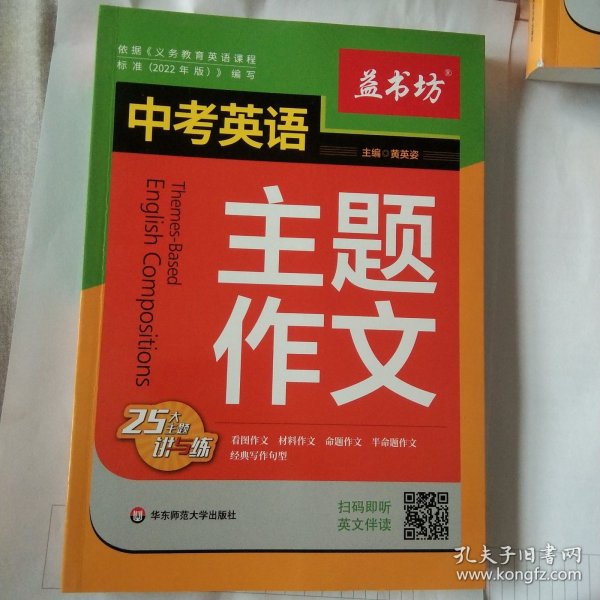 依据《义务教育英语课程
标准（2022年版）》编写
益书坊®
中考英语
主编◎黄英姿
Themes-Based
English Compositions
主题
作文
25大主题
讲与练
看图作文 材料作文 命题作文 半命题作文
经典写作句型
扫码即听
英文伴读
华东师范大学出版社
孔夫子旧书网
www.kongfz.com